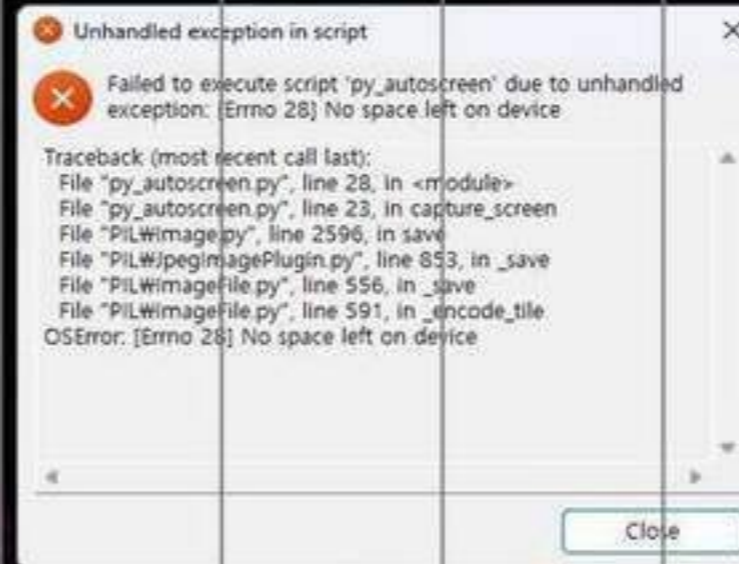 Unhandled exception in script
Failed to execute script 'py_autoscreen' due to unhandled
exception: [Errno 28] No space left on device
Traceback (most recent call last):
File "py_autoscreen.py", line 28, in <module>
File "py_autoscreen.py", line 23, in capture_screen
File "PIL₩Image.py", line 2596, in save
File "PIL₩JpegImagePlugin.py", line 853, in _save
File "PIL₩ImageFile.py", line 556, in _save
File "PIL₩ImageFile.py", line 591, in _encode_tile
OSError: [Errno 28] No space left on device
Close